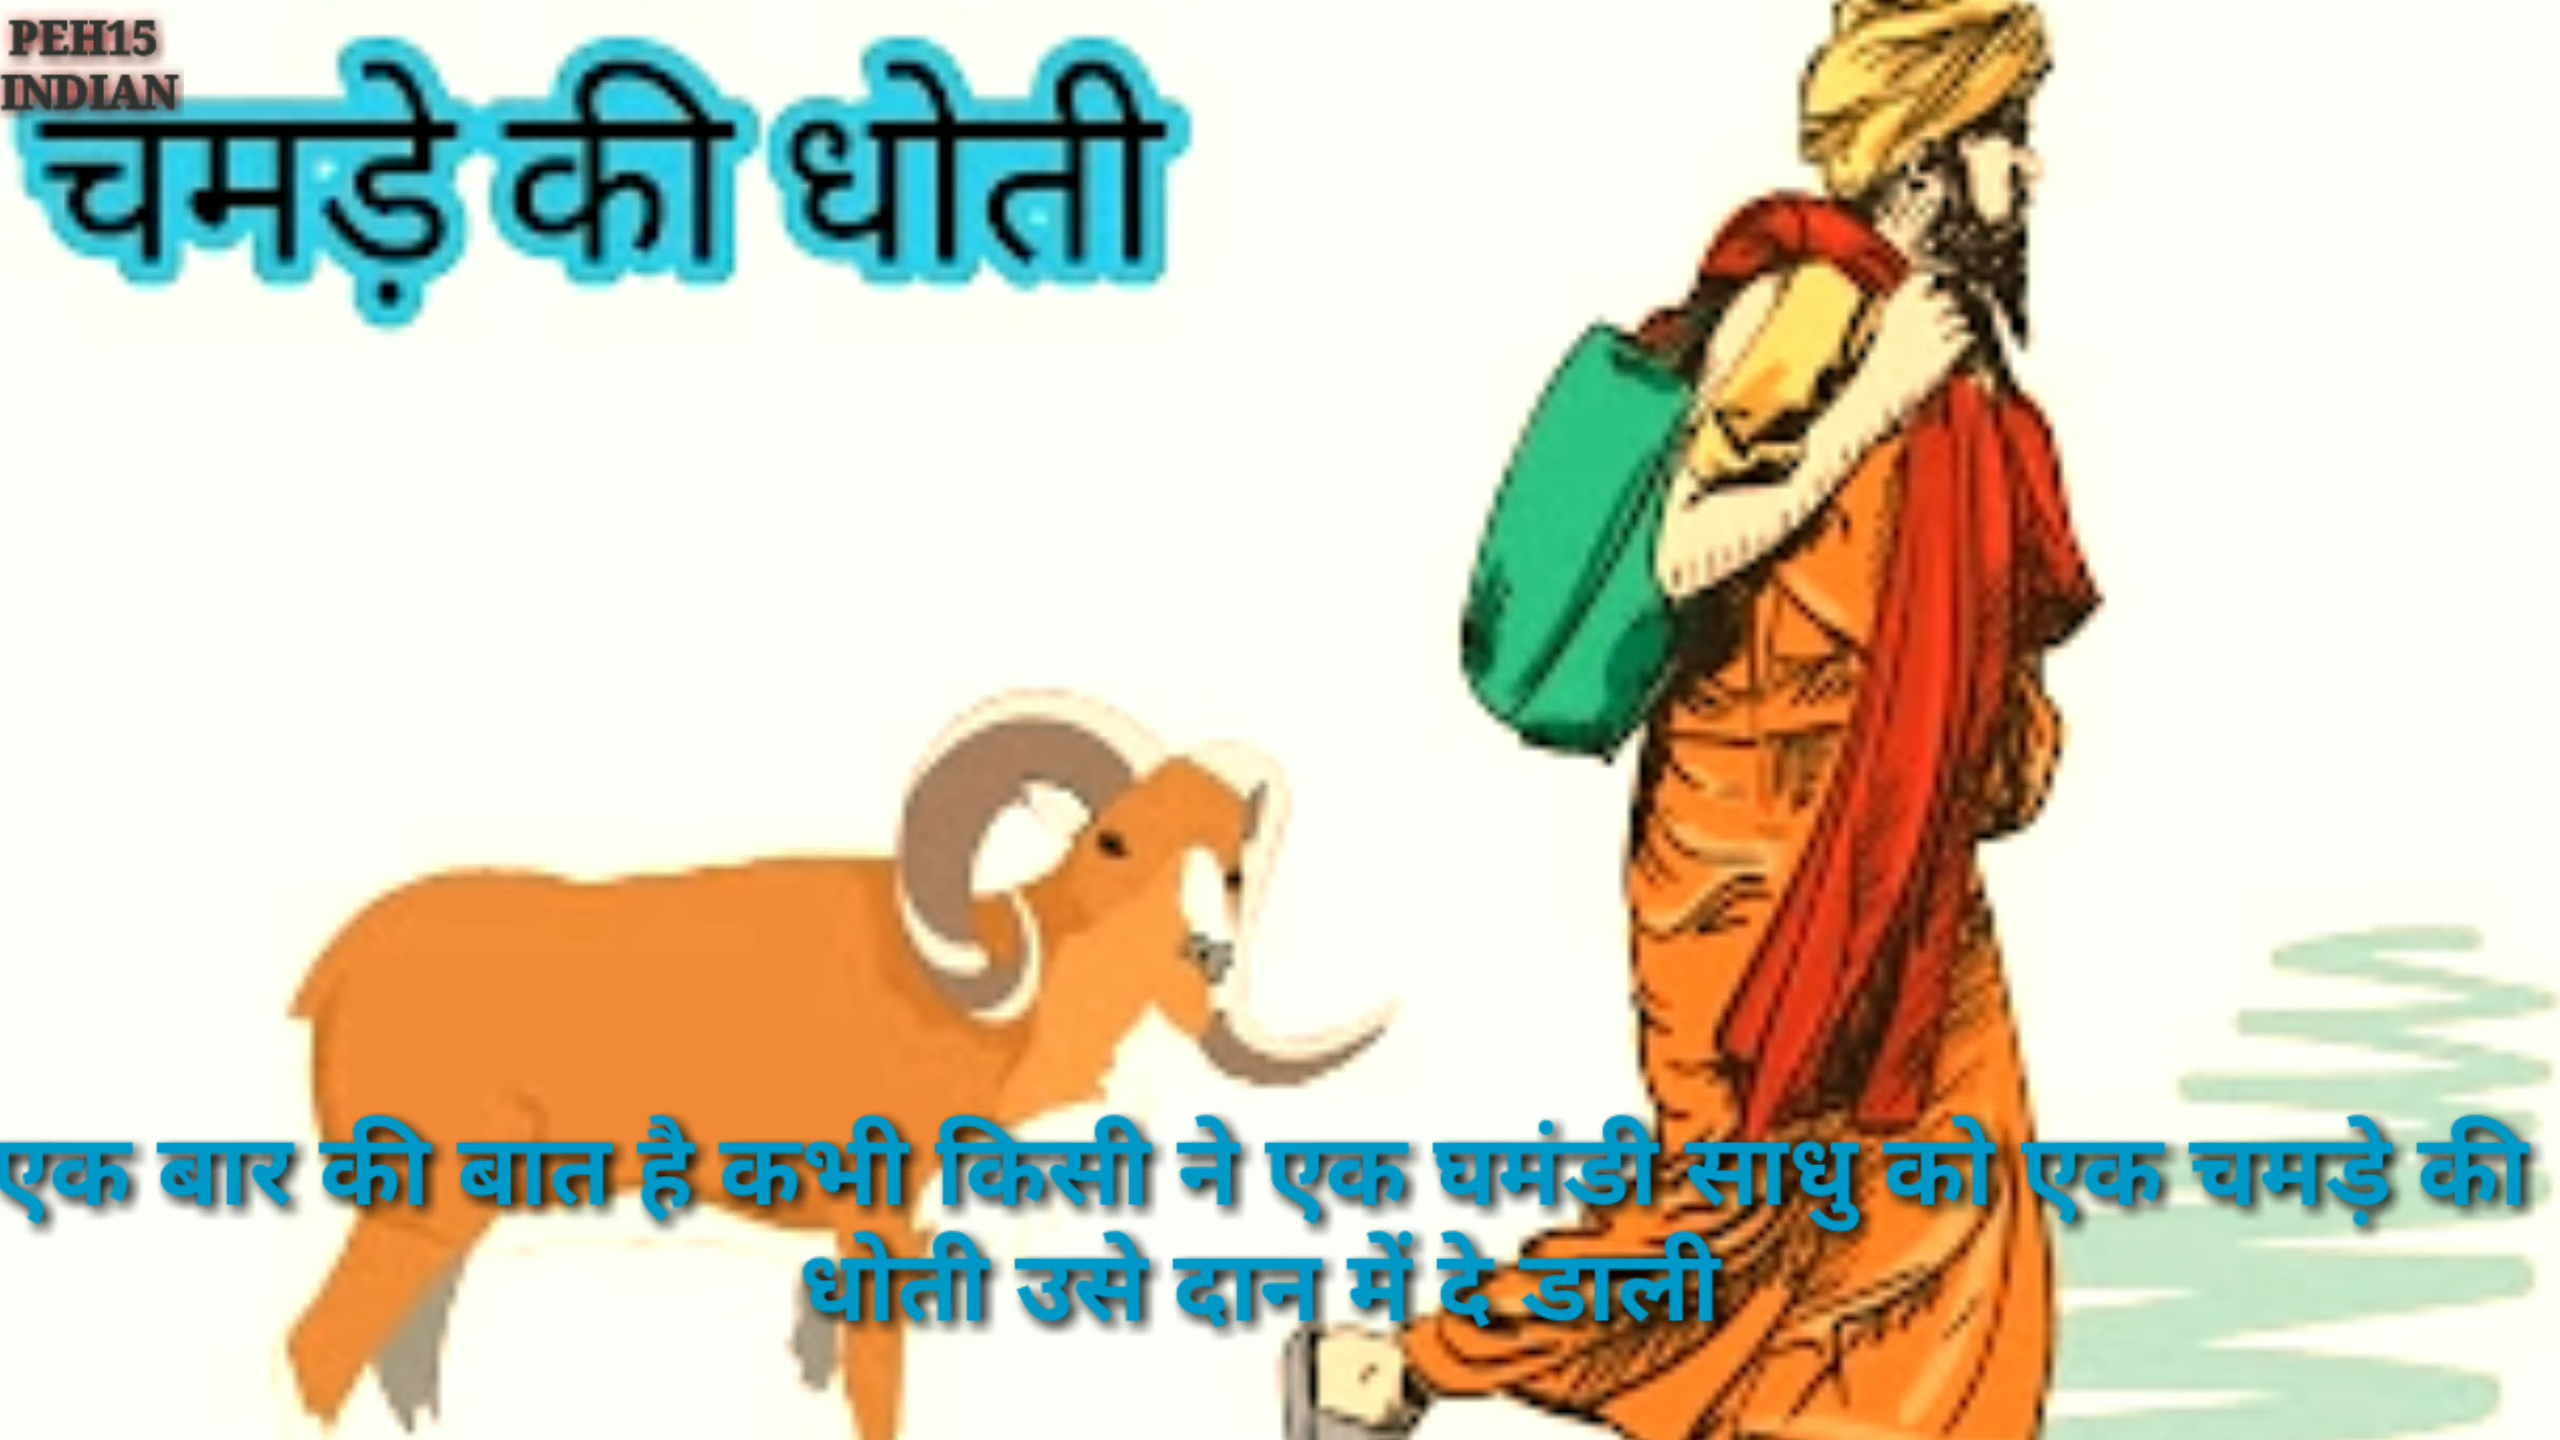 PEH15
INDIAN
चमड़े की धोती
एक बार की बात है कभी किसी ने एक घमंडी साधु को एक चमड़े की
धोती उसे दान में दे डाली